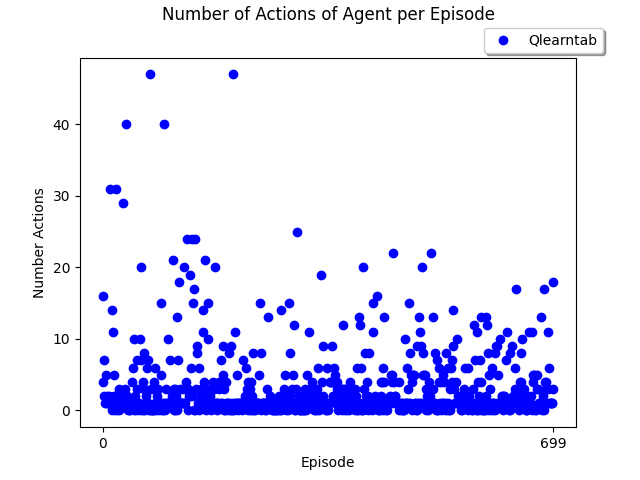 Number of Actions of Agent per Episode
Qlearntab
40
30
20
10
0
Number Actions
0 699
Episode